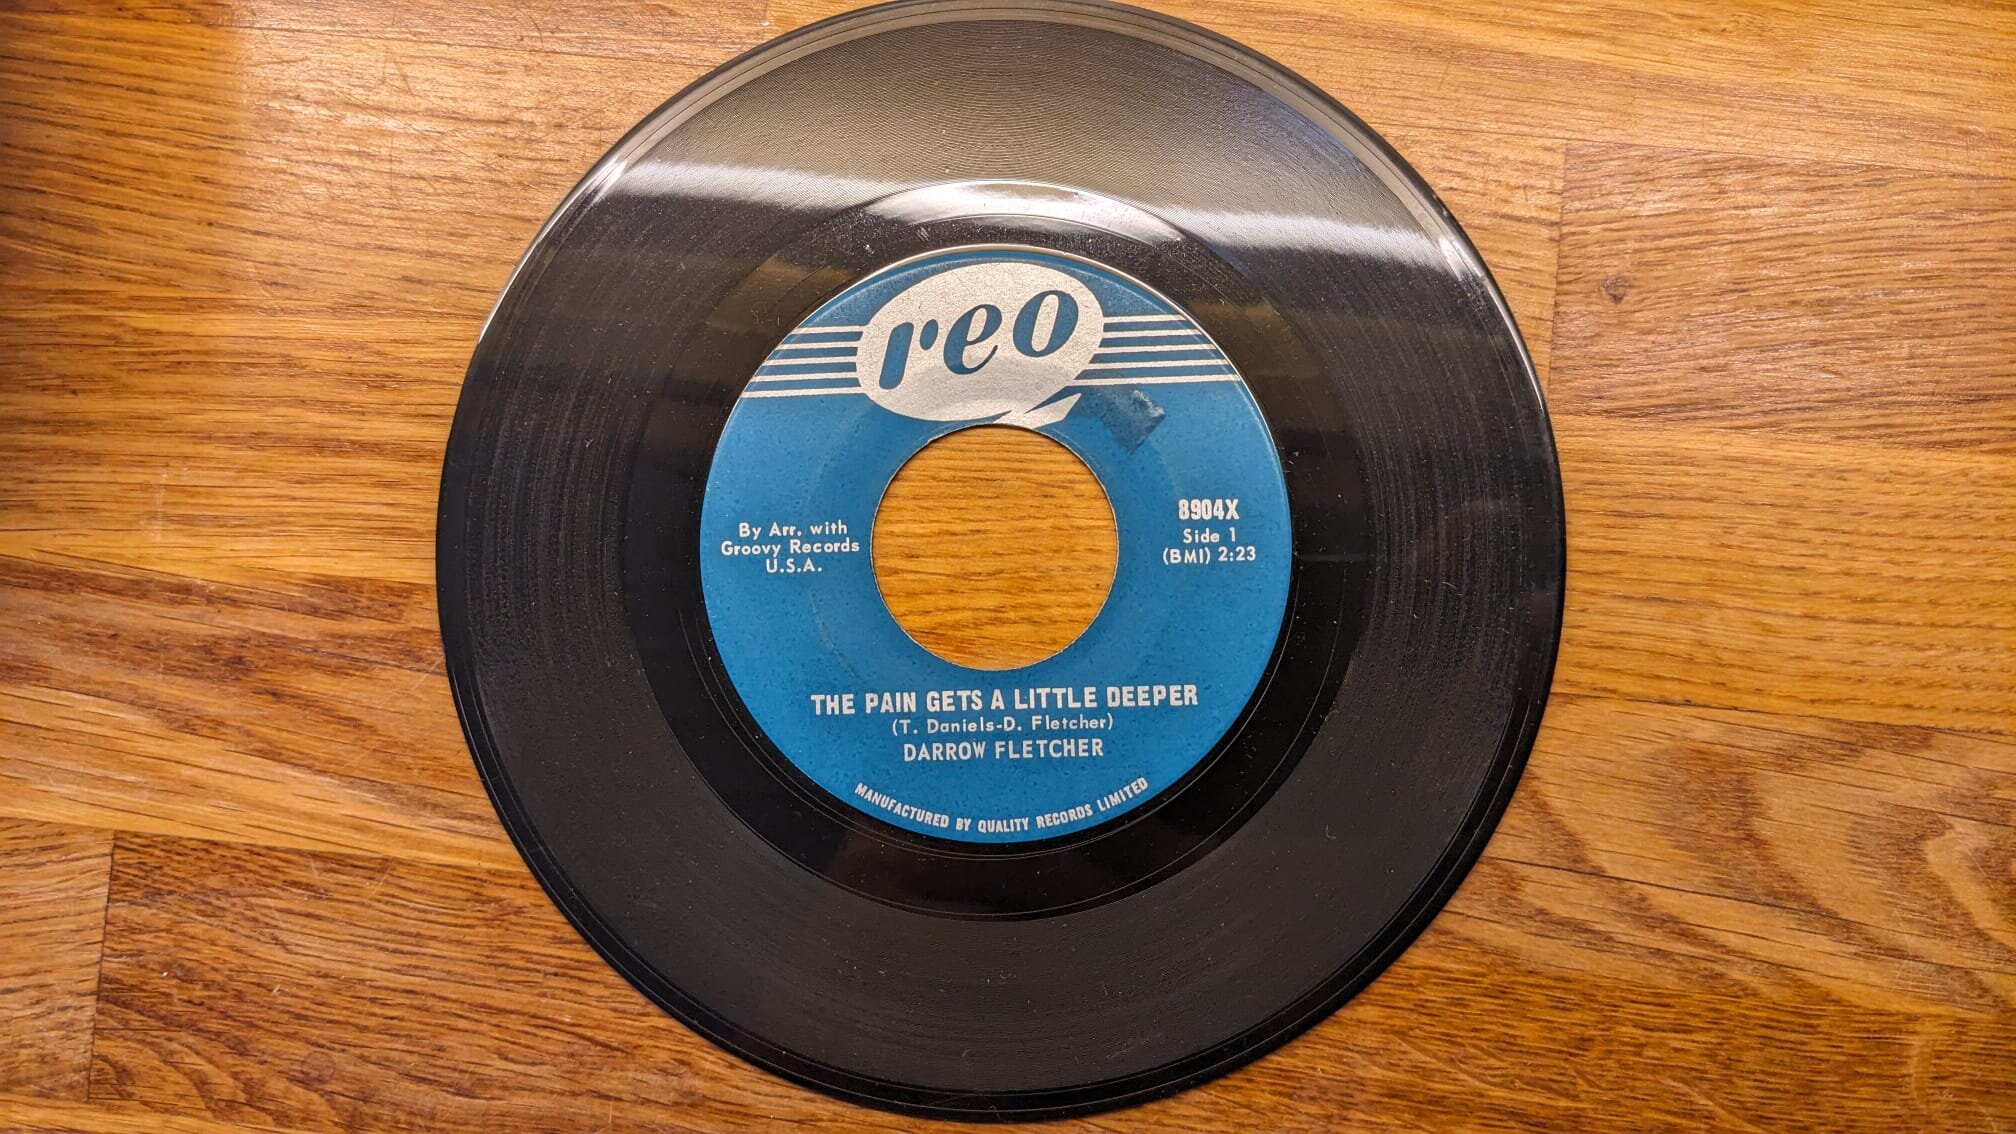 reo
By Arr. with
Groovy Records
U.S.A.
8904X
Side 1
(BMI) 2:23
THE PAIN GETS A LITTLE DEEPER
(T. Daniels-D. Fletcher)
DARROW FLETCHER
MANUFACTURED BY QUALITY RECORDS LIMITED